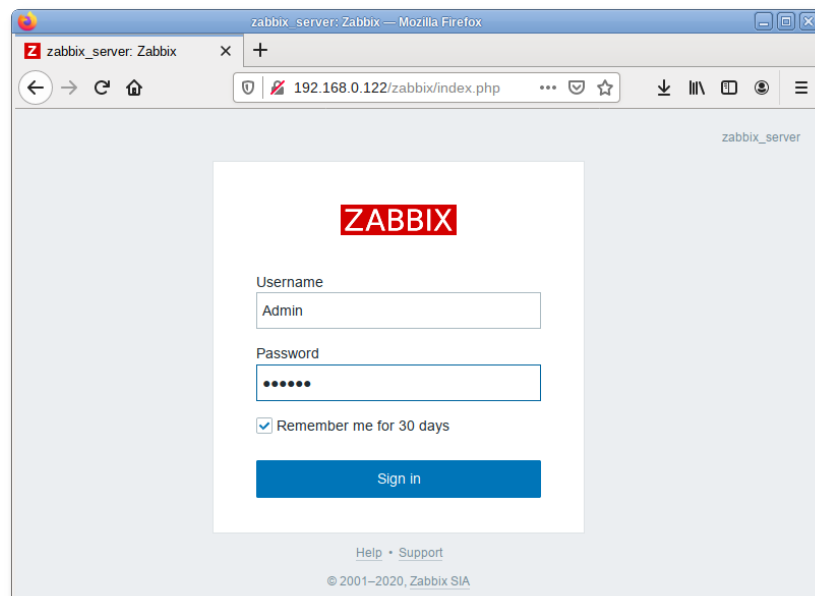 zabbix_server: Zabbix — Mozilla Firefox
Z zabbix_server: Zabbix
192.168.0.122/zabbix/index.php
zabbix_server
ZABBIX
Username
Admin
Password
••••••
Remember me for 30 days
Sign in
Help • Support
© 2001–2020, Zabbix SIA